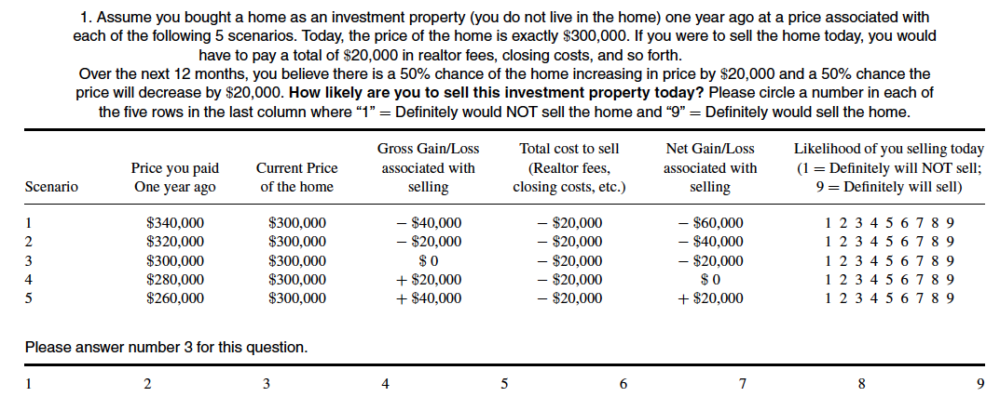 1. Assume you bought a home as an investment property (you do not live in the home) one year ago at a price associated with
each of the following 5 scenarios. Today, the price of the home is exactly $300,000. If you were to sell the home today, you would
have to pay a total of $20,000 in realtor fees, closing costs, and so forth.
Over the next 12 months, you believe there is a 50% chance of the home increasing in price by $20,000 and a 50% chance the
price will decrease by $20,000. How likely are you to sell this investment property today? Please circle a number in each of
the five rows in the last column where “1” = Definitely would NOT sell the home and “9” = Definitely would sell the home.
Gross Gain/Loss Total cost to sell Net Gain/Loss Likelihood of you selling today
Price you paid Current Price associated with (Realtor fees, associated with (1 = Definitely will NOT sell;
Scenario One year ago of the home selling closing costs, etc.) selling 9 = Definitely will sell)
1 $340,000 $300,000 − $40,000 − $20,000 − $60,000 1 2 3 4 5 6 7 8 9
2 $320,000 $300,000 − $20,000 − $20,000 − $40,000 1 2 3 4 5 6 7 8 9
3 $300,000 $300,000 $ 0 − $20,000 − $20,000 1 2 3 4 5 6 7 8 9
4 $280,000 $300,000 + $20,000 − $20,000 $ 0 1 2 3 4 5 6 7 8 9
5 $260,000 $300,000 + $40,000 − $20,000 + $20,000 1 2 3 4 5 6 7 8 9
Please answer number 3 for this question.
1 2 3 4 5 6 7 8 9